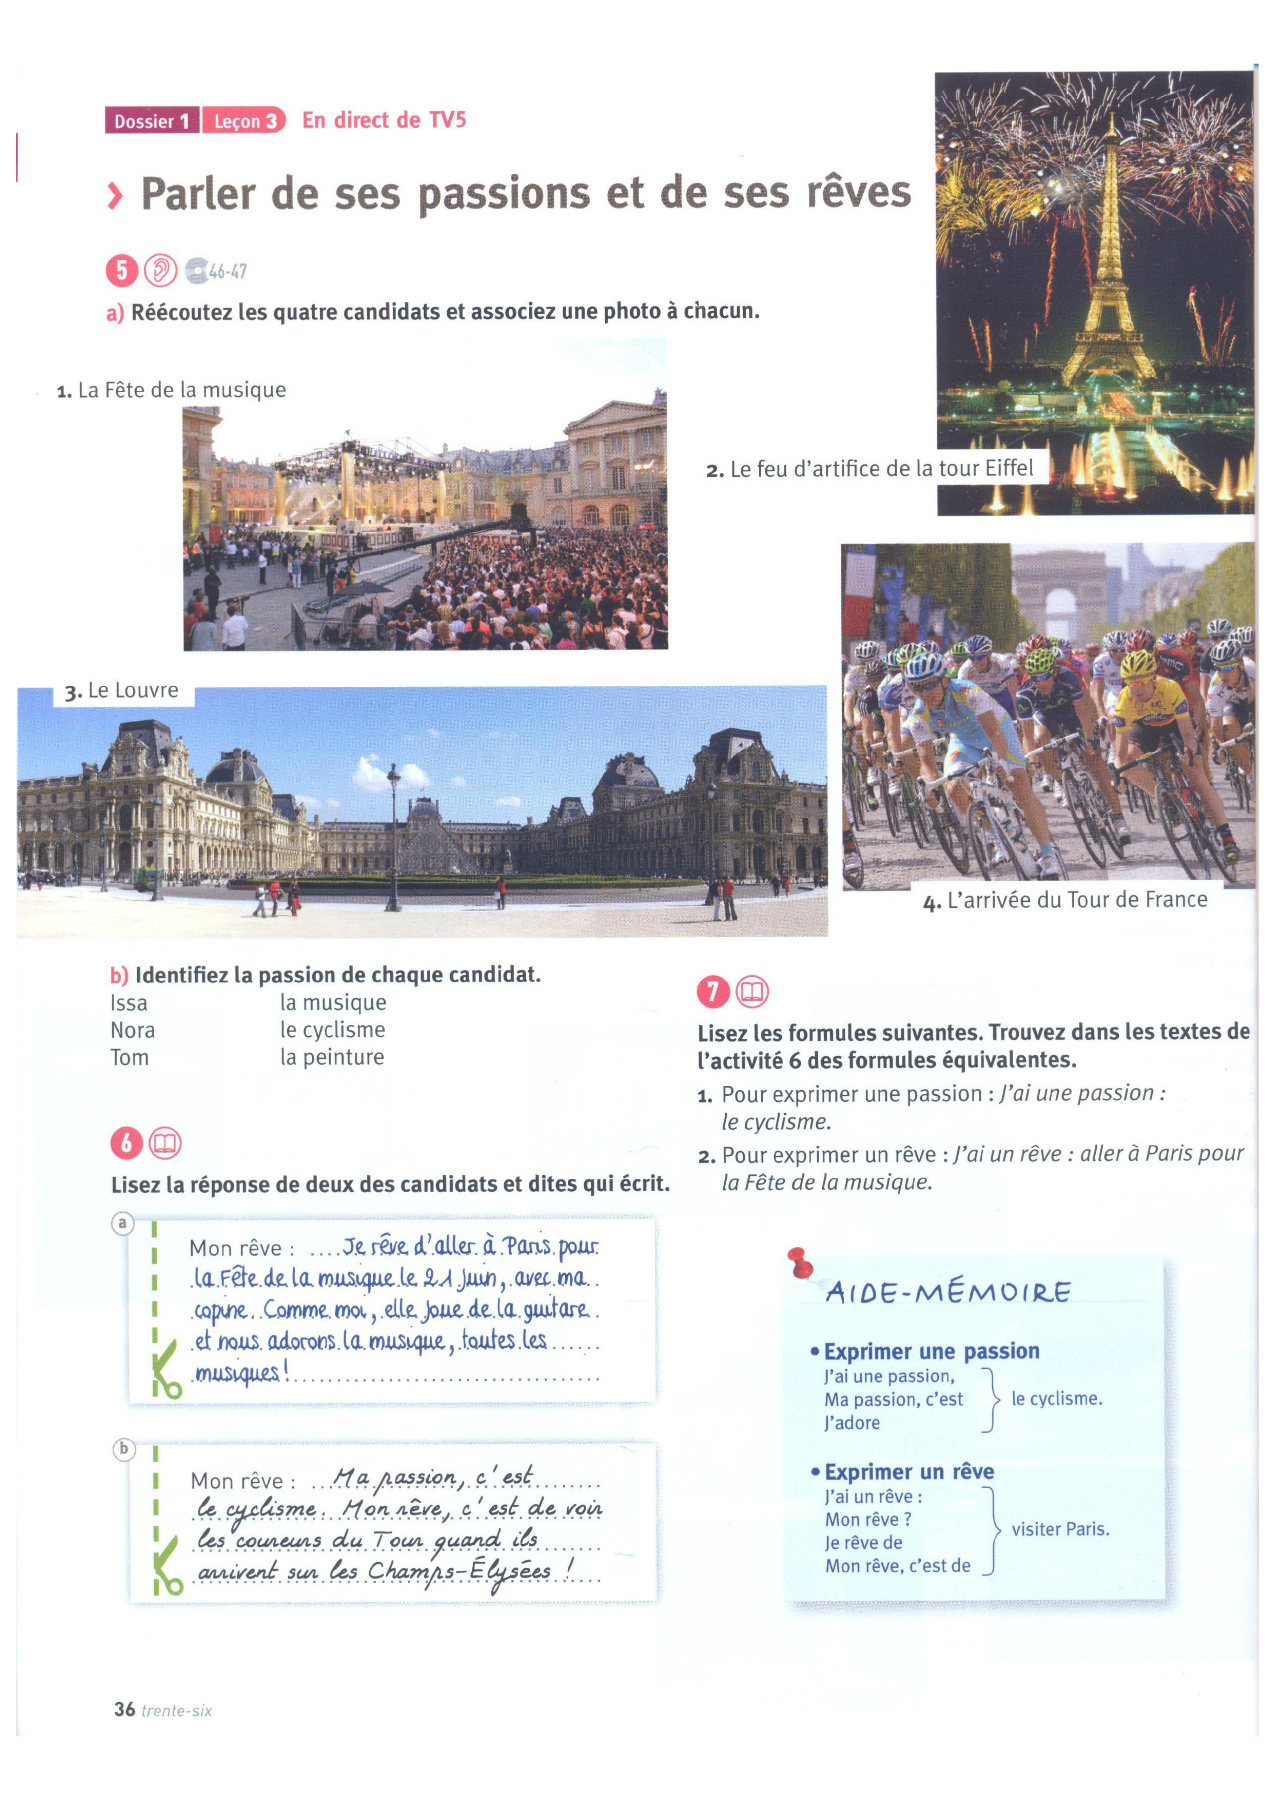 Dossier 1 Leçon 3 En direct de TV5
› Parler de ses passions et de ses rêves
5 46-47
a) Réécoutez les quatre candidats et associez une photo à chacun.
1. La Fête de la musique
2. Le feu d'artifice de la tour Eiffel
3. Le Louvre
4. L'arrivée du Tour de France
b) Identifiez la passion de chaque candidat.
Issa la musique
Nora le cyclisme
Tom la peinture
6
Lisez la réponse de deux des candidats et dites qui écrit.
a
Mon rêve : ....Je rêve d'aller à Paris pour
la Fête de la musique le 21 juin, avec ma
copine. Comme moi, elle joue de la guitare
et nous adorons la musique, toutes les
musiques !
b
Mon rêve : ...Ma passion, c'est
le cyclisme. Mon rêve, c'est de voir
les coureurs du Tour quand ils
arrivent sur les Champs-Élysées !
7
Lisez les formules suivantes. Trouvez dans les textes de
l'activité 6 des formules équivalentes.
1. Pour exprimer une passion : J'ai une passion :
le cyclisme.
2. Pour exprimer un rêve : J'ai un rêve : aller à Paris pour
la Fête de la musique.
AIDE-MÉMOIRE
• Exprimer une passion
J'ai une passion,
Ma passion, c'est le cyclisme.
J'adore
• Exprimer un rêve
J'ai un rêve :
Mon rêve ?
Je rêve de
Mon rêve, c'est de
visiter Paris.
36 trente-six